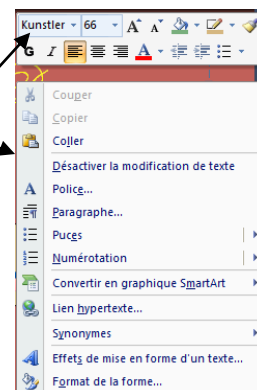 Kunstler 66 A A
G I A
Couper
Copier
Coller
Désactiver la modification de texte
A Police...
Paragraphe...
Puces
Numérotation
Convertir en graphique SmartArt
Lien hypertexte...
Synonymes
Effets de mise en forme d'un texte...
Format de la forme...